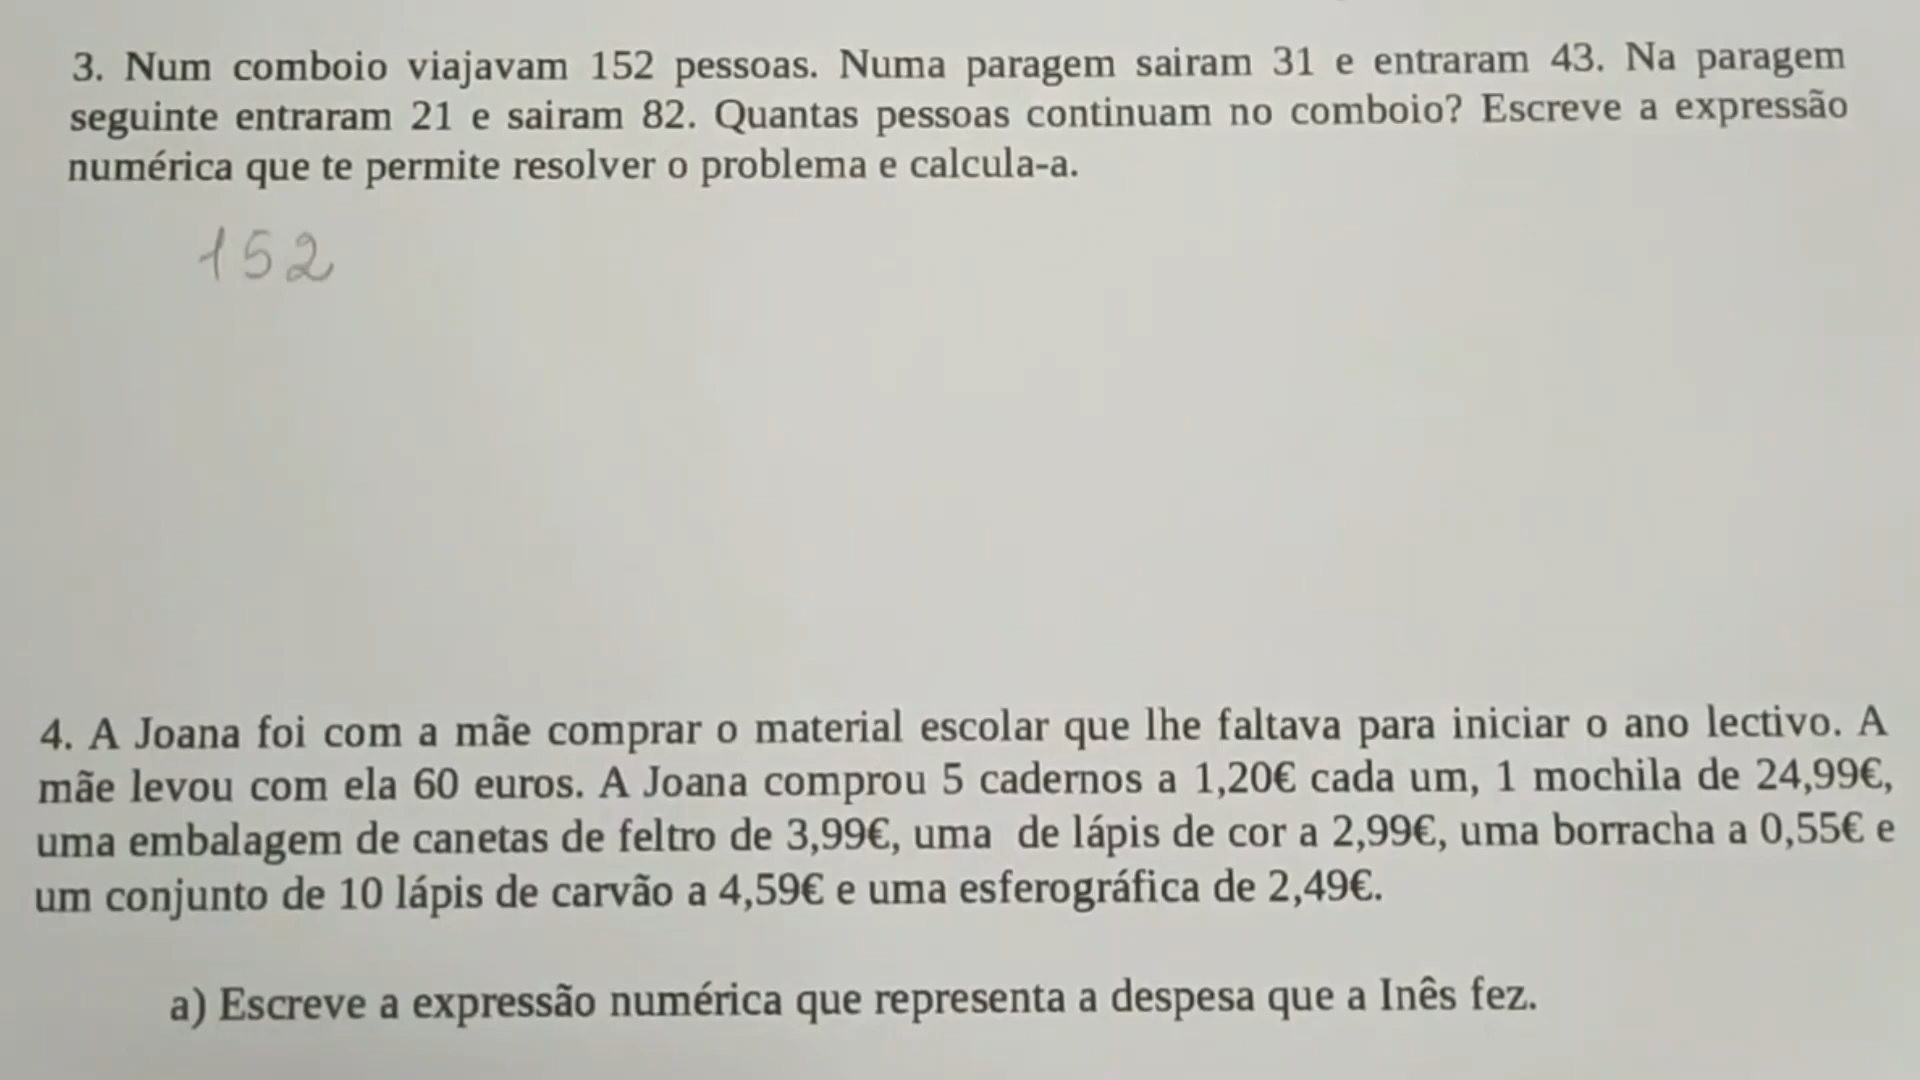 3. Num comboio viajavam 152 pessoas. Numa paragem sairam 31 e entraram 43. Na paragem
seguinte entraram 21 e sairam 82. Quantas pessoas continuam no comboio? Escreve a expressão
numérica que te permite resolver o problema e calcula-a.
152
4. A Joana foi com a mãe comprar o material escolar que lhe faltava para iniciar o ano lectivo. A
mãe levou com ela 60 euros. A Joana comprou 5 cadernos a 1,20€ cada um, 1 mochila de 24,99€,
uma embalagem de canetas de feltro de 3,99€, uma de lápis de cor a 2,99€, uma borracha a 0,55€ e
um conjunto de 10 lápis de carvão a 4,59€ e uma esferográfica de 2,49€.
a) Escreve a expressão numérica que representa a despesa que a Inês fez.